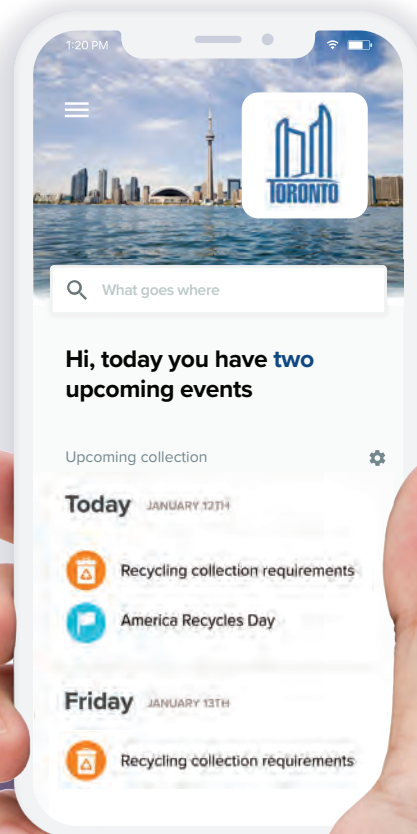 1:20 PM
TORONTO
What goes where
Hi, today you have two
upcoming events
Upcoming collection
Today JANUARY 12TH
Recycling collection requirements
America Recycles Day
Friday JANUARY 13TH
Recycling collection requirements